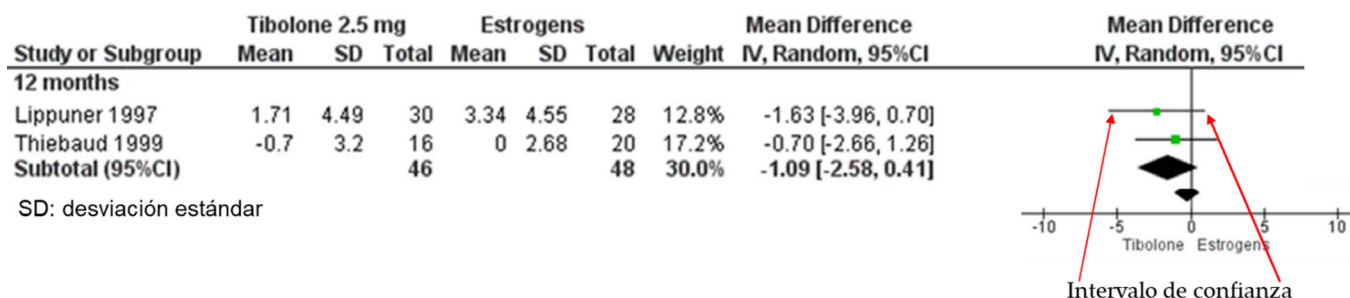 Tibolone 2.5 mg Estrogens Mean Difference Mean Difference
Study or Subgroup Mean SD Total Mean SD Total Weight IV, Random, 95%CI IV, Random, 95%CI
12 months
Lippuner 1997 1.71 4.49 30 3.34 4.55 28 12.8% -1.63 [-3.96, 0.70]
Thiebaud 1999 -0.7 3.2 16 0 2.68 20 17.2% -0.70 [-2.66, 1.26]
Subtotal (95%CI) 46 48 30.0% -1.09 [-2.58, 0.41]
SD: desviación estándar
-10 -5 0 5 10
Tibolone Estrogens
Intervalo de confianza